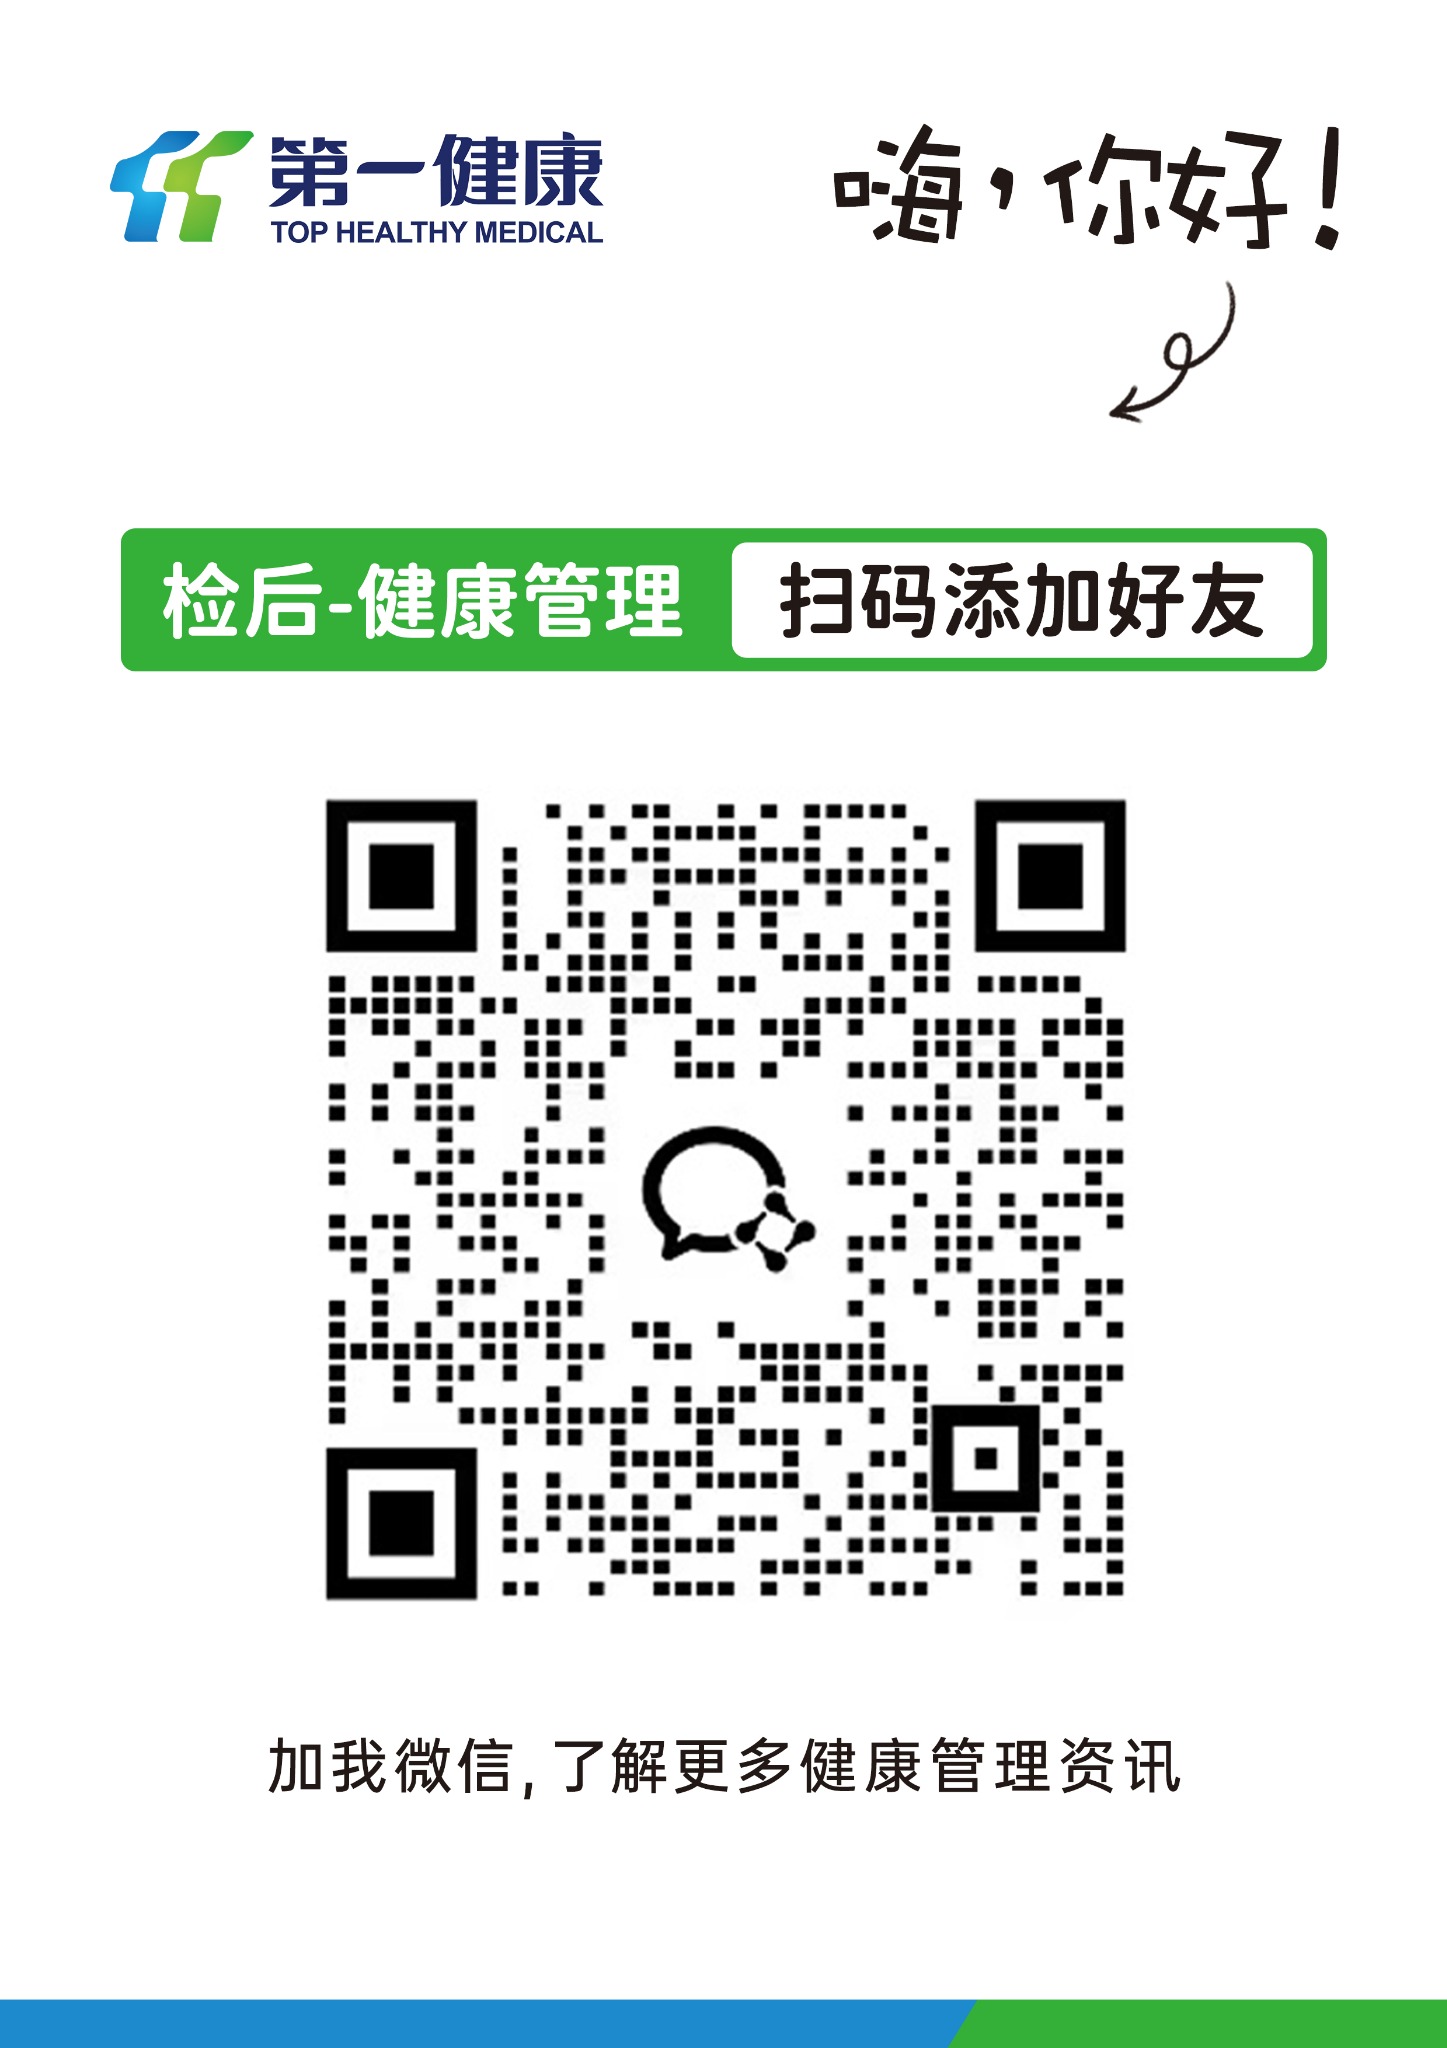 第一健康
TOP HEALTHY MEDICAL
嗨，你好！
检后-健康管理
扫码添加好友
加我微信，了解更多健康管理资讯